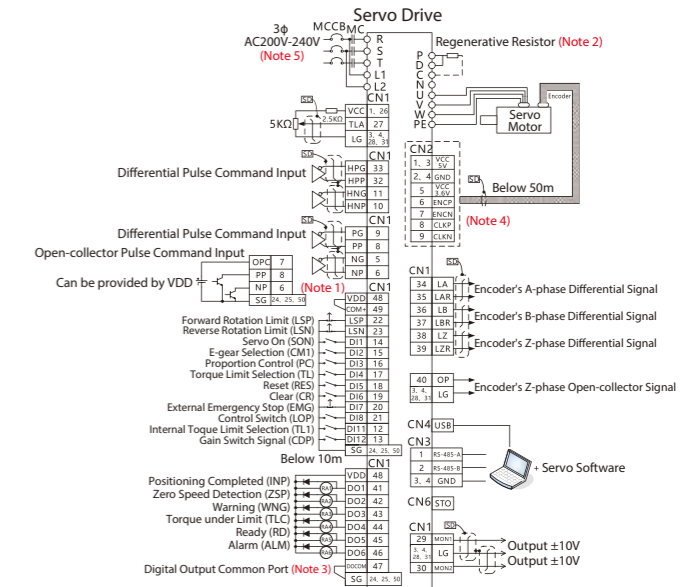 Servo Drive
3ϕ
AC200V-240V
(Note 5)
MCCB MC
R
S
T
L1
L2
P
D
C
N
U
V
W
PE
Regenerative Resistor (Note 2)
Encoder
Servo
Motor
CN1
SD
5KΩ
2.5KΩ
VCC 1, 26
TLA 27
LG 3, 4, 28, 31
CN1
SD
Differential Pulse Command Input
HPG 33
HPP 32
HNG 11
HNP 10
CN2
1, 3 VCC 5V
2, 4 GND
5 VCC 3.6V
6 ENCP
7 ENCN
8 CLKP
9 CLKN
SD
Below 50m
(Note 4)
CN1
SD
Differential Pulse Command Input
PG 9
PP 8
NG 5
NP 6
Open-collector Pulse Command Input
Can be provided by VDD
OPC 7
PP 8
NP 6
SG 24, 25, 50
(Note 1)
CN1
VDD 48
COM+ 49
Forward Rotation Limit (LSP) LSP 22
Reverse Rotation Limit (LSN) LSN 23
Servo On (SON) DI1 14
E-gear Selection (CM1) DI2 15
Proportion Control (PC) DI3 16
Torque Limit Selection (TL) DI4 17
Reset (RES) DI5 18
Clear (CR) DI6 19
External Emergency Stop (EMG) DI7 20
Control Switch (LOP) DI8 21
Internal Toque Limit Selection (TL1) DI11 12
Gain Switch Signal (CDP) DI12 13
SG 24, 25, 50
Below 10m
CN1
VDD 48
Positioning Completed (INP) RA1 DO1 41
Zero Speed Detection (ZSP) RA2 DO2 42
Warning (WNG) RA3 DO3 43
Torque under Limit (TLC) RA4 DO4 44
Ready (RD) RA5 DO5 45
Alarm (ALM) RA6 DO6 46
Digital Output Common Port (Note 3) DOCOM 47
SG 24, 25, 50
CN1
SD
34 LA
35 LAR
Encoder's A-phase Differential Signal
36 LB
37 LBR
Encoder's B-phase Differential Signal
38 LZ
39 LZR
Encoder's Z-phase Differential Signal
40 OP
3, 4, 28, 31 LG
Encoder's Z-phase Open-collector Signal
CN4 USB
CN3
1 RS-485-A
2 RS-485-B
3, 4 GND
+ Servo Software
CN6 STO
CN1
SD
29 MON1
3, 4, 28, 31 LG
30 MON2
Output ±10V
Output ±10V